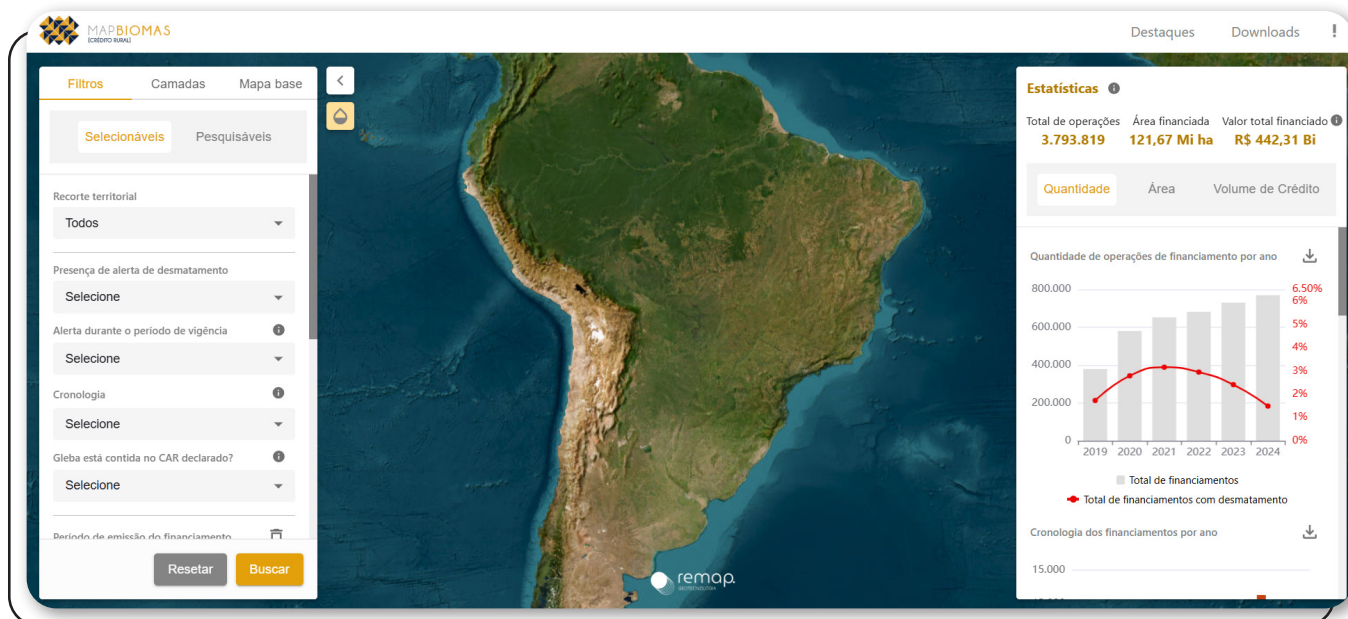 MAPBIOMAS
[CRÉDITO RURAL]
Destaques Downloads !
Filtros Camadas Mapa base
Selecionáveis Pesquisáveis
Recorte territorial
Todos
Presença de alerta de desmatamento
Selecione
Alerta durante o período de vigência
Selecione
Cronologia
Selecione
Gleba está contida no CAR declarado?
Selecione
Período de emissão do financiamento
Resetar Buscar
remap.
GEOTECNOLOGIA
Estatísticas
Total de operações Área financiada Valor total financiado
3.793.819 121,67 Mi ha R$ 442,31 Bi
Quantidade Área Volume de Crédito
Quantidade de operações de financiamento por ano
800.000 6.50%
6%
600.000 5%
4%
400.000 3%
2%
200.000 1%
0 0%
2019 2020 2021 2022 2023 2024
Total de financiamentos
Total de financiamentos com desmatamento
Cronologia dos financiamentos por ano
15.000